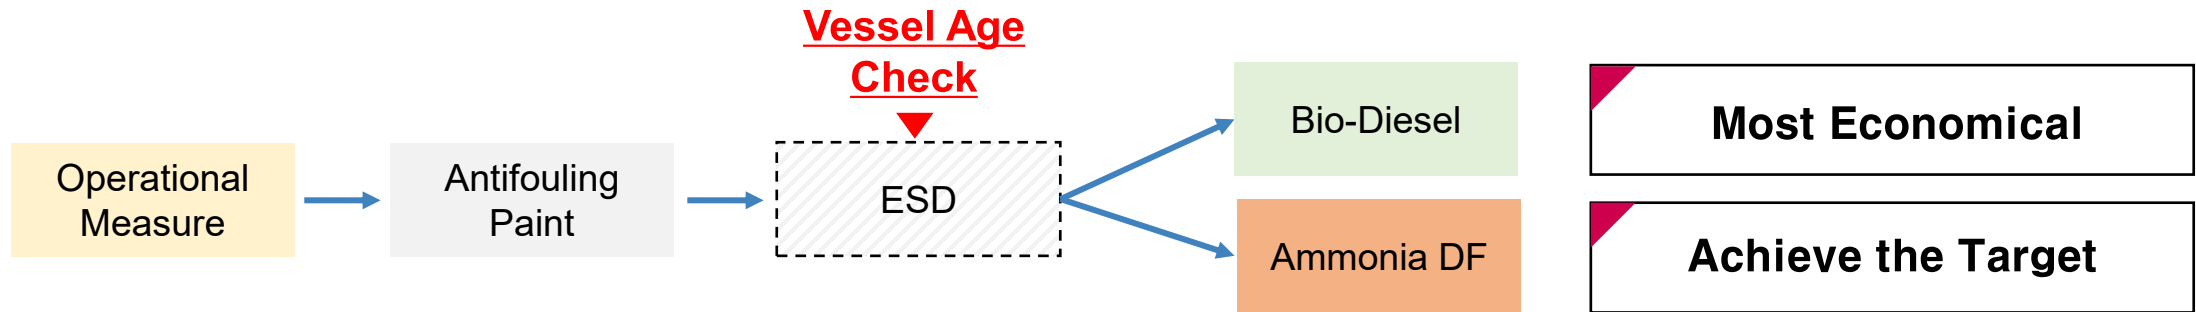 Vessel Age
Check
Operational
Measure
Antifouling
Paint
ESD
Bio-Diesel
Ammonia DF
Most Economical
Achieve the Target